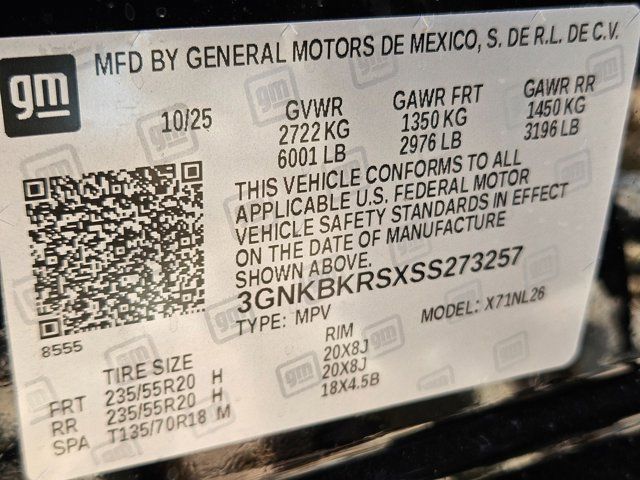 MFD BY GENERAL MOTORS DE MEXICO, S. DE R.L. DE C.V.
gm
10/25 GVWR GAWR FRT GAWR RR
2722 KG 1350 KG 1450 KG
6001 LB 2976 LB 3196 LB
THIS VEHICLE CONFORMS TO ALL
APPLICABLE U.S. FEDERAL MOTOR
VEHICLE SAFETY STANDARDS IN EFFECT
ON THE DATE OF MANUFACTURE
SHOWN ABOVE.
3GNKBKRSXSS273257
TYPE: MPV MODEL: X71NL26
8555
TIRE SIZE RIM
FRT 235/55R20 H 20X8J
RR 235/55R20 H 20X8J
SPA T135/70R18 M 18X4.5B